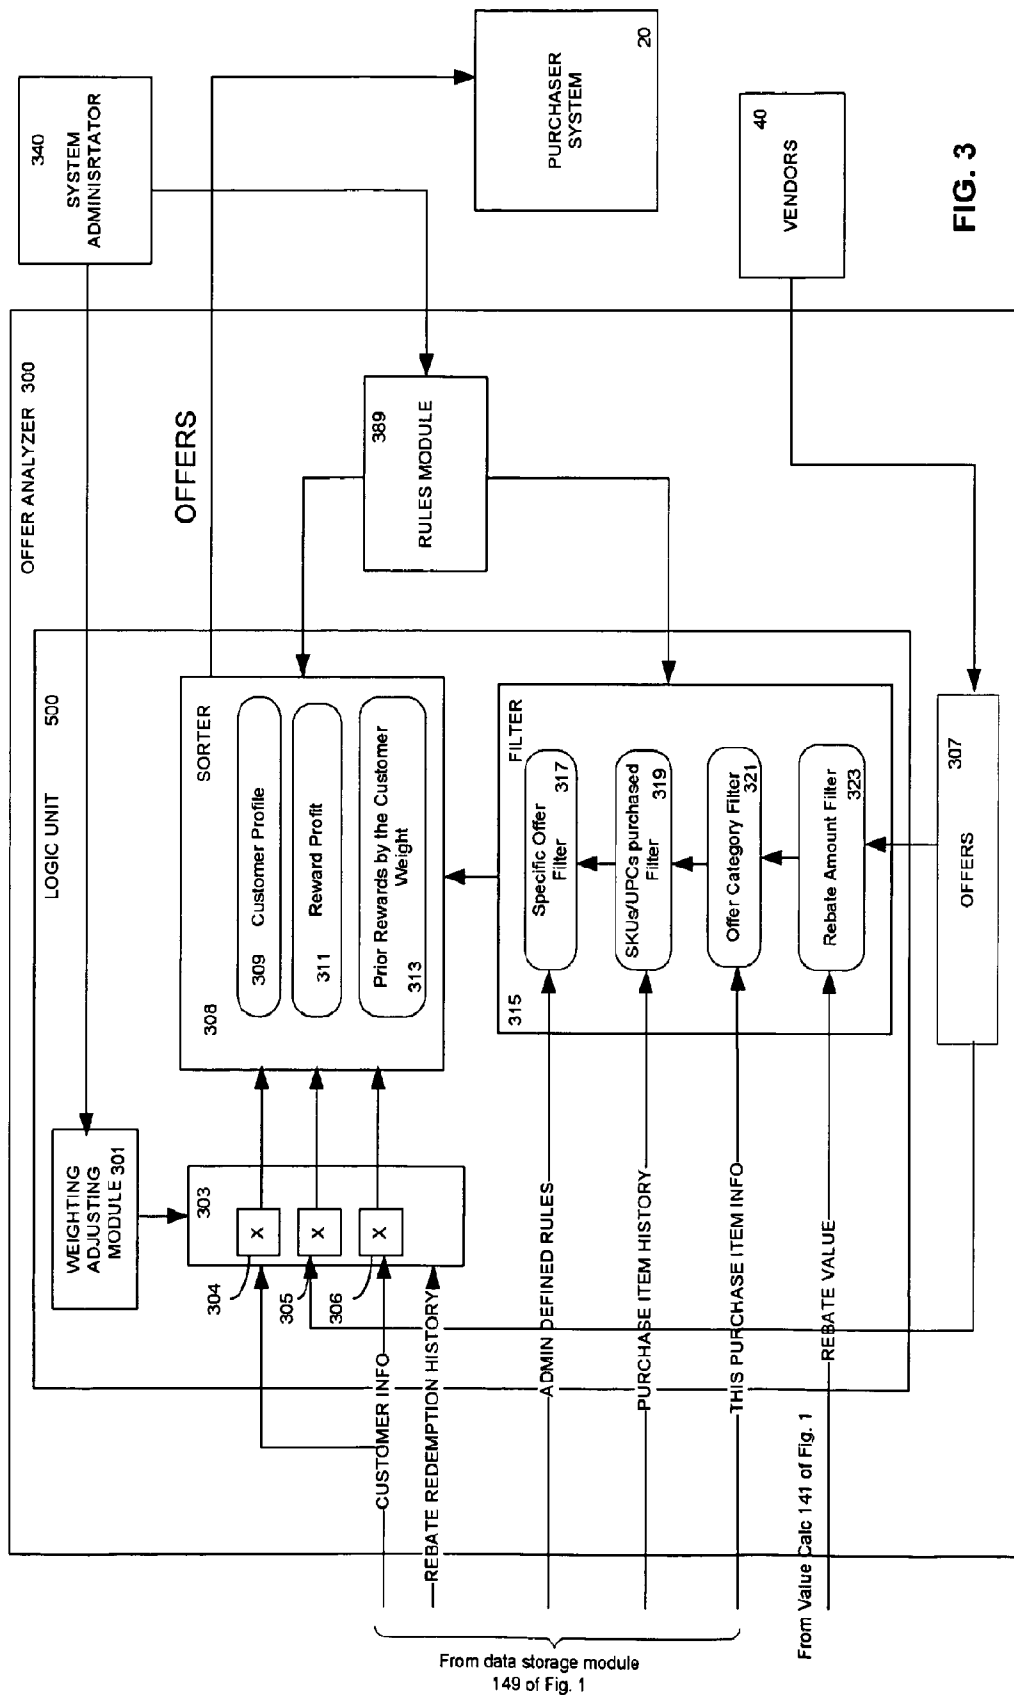 340
SYSTEM
ADMINISRTATOR
PURCHASER
SYSTEM
20
40
VENDORS
FIG. 3
OFFER ANALYZER 300
OFFERS
389
RULES MODULE
LOGIC UNIT 500
SORTER
308
309 Customer Profile
Reward Profit
311
Prior Rewards by the Customer
Weight
313
FILTER
315
Specific Offer
Filter
317
SKUs/UPCs purchased
Filter
319
Offer Category Filter
321
Rebate Amount Filter
323
307
OFFERS
WEIGHTING
ADJUSTING
MODULE 301
303
X
X
X
304
305
306
CUSTOMER INFO
REBATE REDEMPTION HISTORY
ADMIN DEFINED RULES
PURCHASE ITEM HISTORY
THIS PURCHASE ITEM INFO
REBATE VALUE
From Value Calc 141 of Fig. 1
From data storage module
149 of Fig. 1